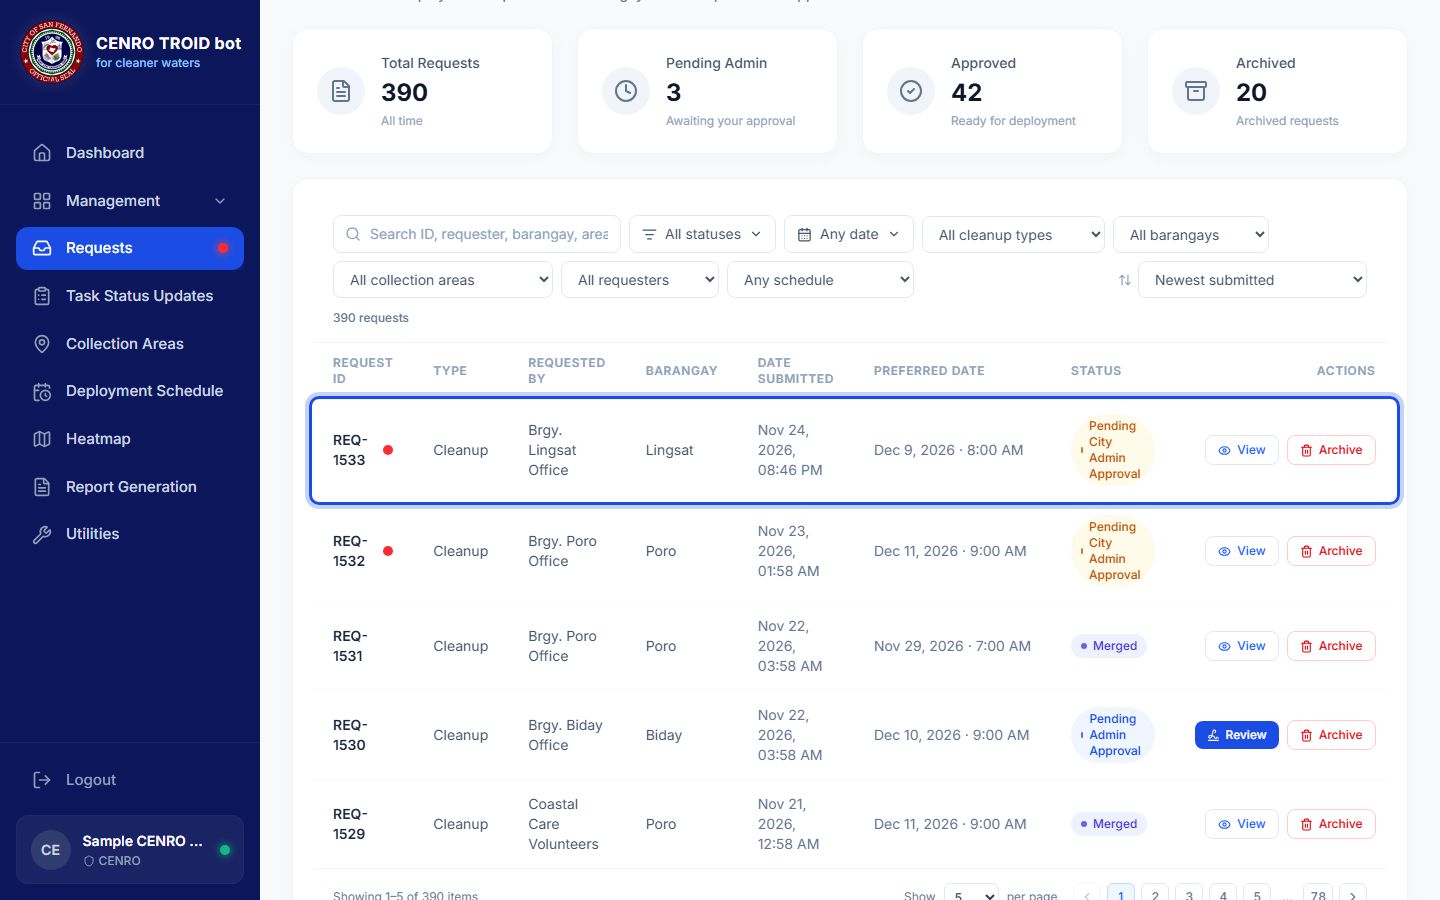 CENRO TROID bot
for cleaner waters
Dashboard
Management
Requests
Task Status Updates
Collection Areas
Deployment Schedule
Heatmap
Report Generation
Utilities
Logout
CE
Sample CENRO ...
CENRO
Total Requests
390
All time
Pending Admin
3
Awaiting your approval
Approved
42
Ready for deployment
Archived
20
Archived requests
Search ID, requester, barangay, area
All statuses
Any date
All cleanup types
All barangays
All collection areas
All requesters
Any schedule
Newest submitted
390 requests
REQUEST
ID
TYPE
REQUESTED
BY
BARANGAY
DATE
SUBMITTED
PREFERRED DATE
STATUS
ACTIONS
REQ-
1533
Cleanup
Brgy.
Lingsat
Office
Lingsat
Nov 24,
2026,
08:46 PM
Dec 9, 2026 · 8:00 AM
Pending
City
Admin
Approval
View
Archive
REQ-
1532
Cleanup
Brgy. Poro
Office
Poro
Nov 23,
2026,
01:58 AM
Dec 11, 2026 · 9:00 AM
Pending
City
Admin
Approval
View
Archive
REQ-
1531
Cleanup
Brgy. Poro
Office
Poro
Nov 22,
2026,
03:58 AM
Nov 29, 2026 · 7:00 AM
Merged
View
Archive
REQ-
1530
Cleanup
Brgy. Biday
Office
Biday
Nov 22,
2026,
03:58 AM
Dec 10, 2026 · 9:00 AM
Pending
Admin
Approval
Review
Archive
REQ-
1529
Cleanup
Coastal
Care
Volunteers
Poro
Nov 21,
2026,
12:58 AM
Dec 11, 2026 · 9:00 AM
Merged
View
Archive
Showing 1–5 of 390 items
Show
5
per page
1
2
3
4
5
...
78